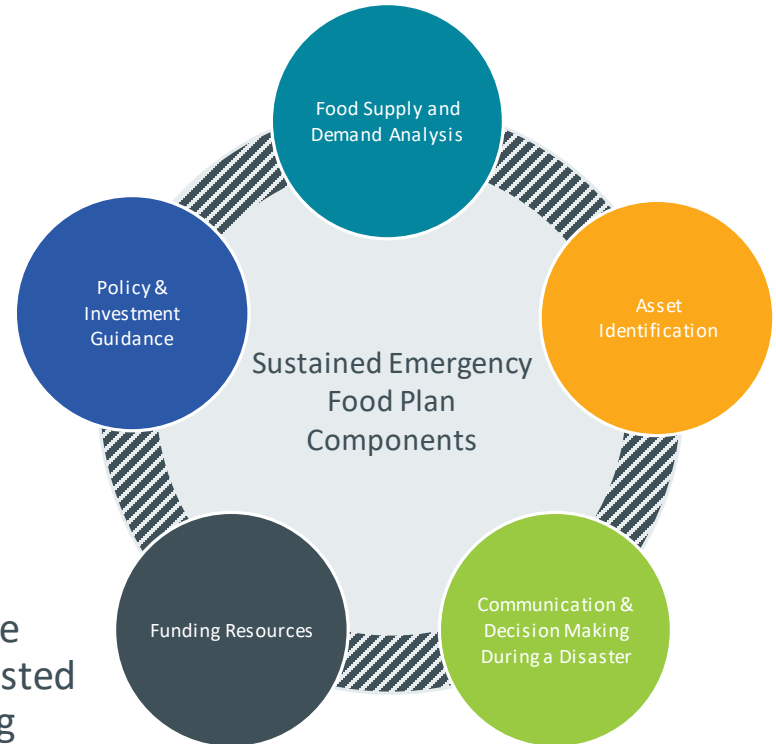 Food Supply and
Demand Analysis
Policy &
Investment
Guidance
Asset
Identification
Sustained Emergency
Food Plan
Components
Funding Resources
Communication &
Decision Making
During a Disaster